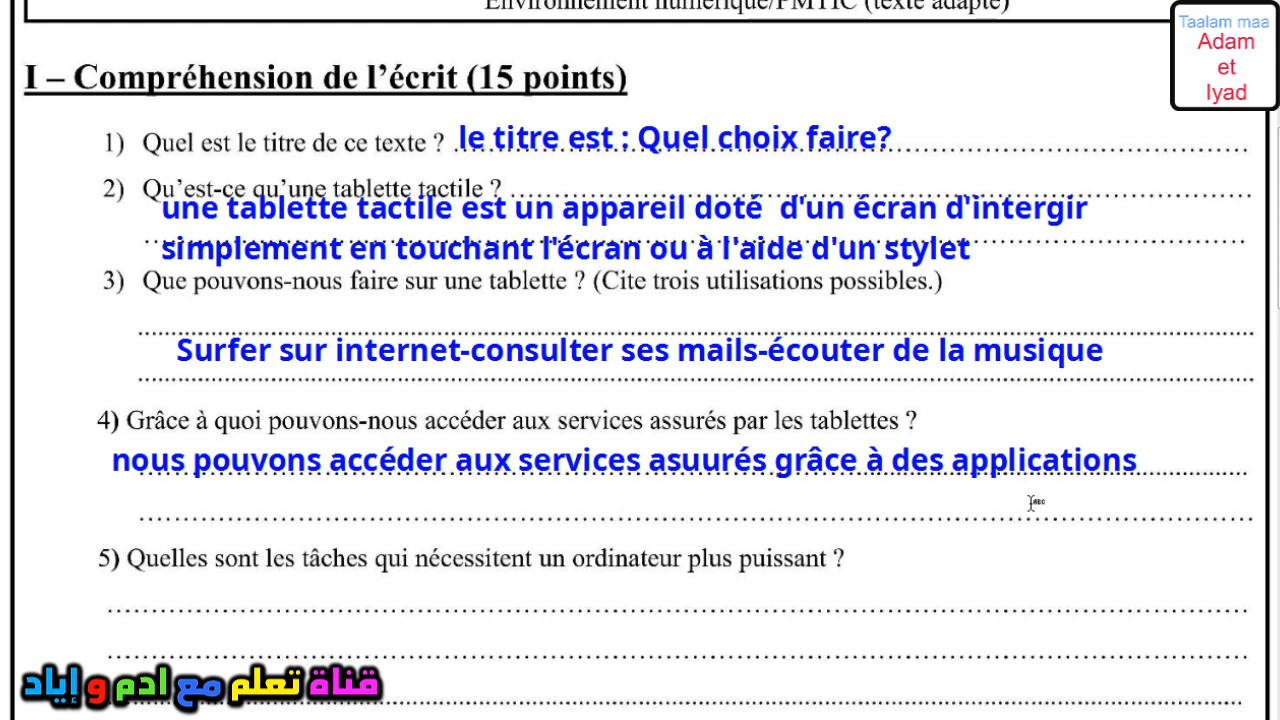 Environnement numérique/PMTIC (texte adapté)
Taalam maa
Adam
et
Iyad
I – Compréhension de l'écrit (15 points)
1) Quel est le titre de ce texte ? le titre est : Quel choix faire?
2) Qu'est-ce qu'une tablette tactile ?
une tablette tactile est un appareil doté d'un écran d'intergir
simplement en touchant l'écran ou à l'aide d'un stylet
3) Que pouvons-nous faire sur une tablette ? (Cite trois utilisations possibles.)
Surfer sur internet-consulter ses mails-écouter de la musique
4) Grâce à quoi pouvons-nous accéder aux services assurés par les tablettes ?
nous pouvons accéder aux services asuurés grâce à des applications
ABC
5) Quelles sont les tâches qui nécessitent un ordinateur plus puissant ?
قناة تعلم مع ادم و إياد